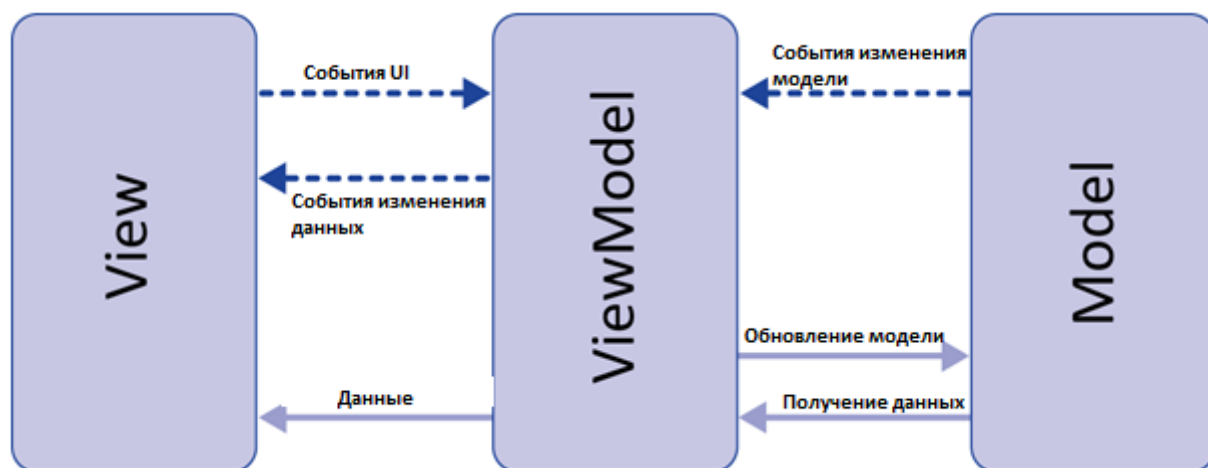 View
События UI
События изменения
данных
Данные
ViewModel
События изменения
модели
Обновление модели
Получение данных
Model